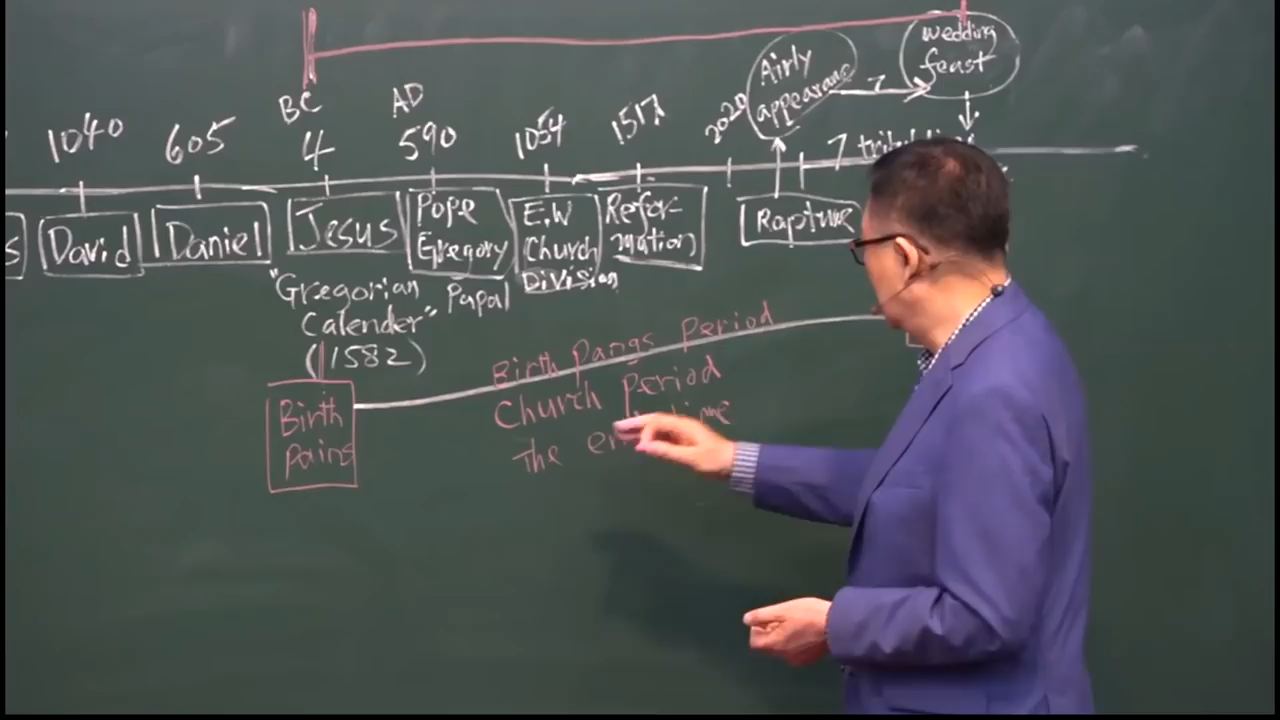 wedding
feast
Airly
appearance
7
BC
AD
1040
605
4
590
1054
1517
2020
7
S
David
Daniel
Jesus
Pope
Gregory
Papal
E.W
Church
Division
Refor-
mation
Rapture
"Gregorian
Calender"
(1582)
Birth
pains
Birth Pangs Period
Church Period
The